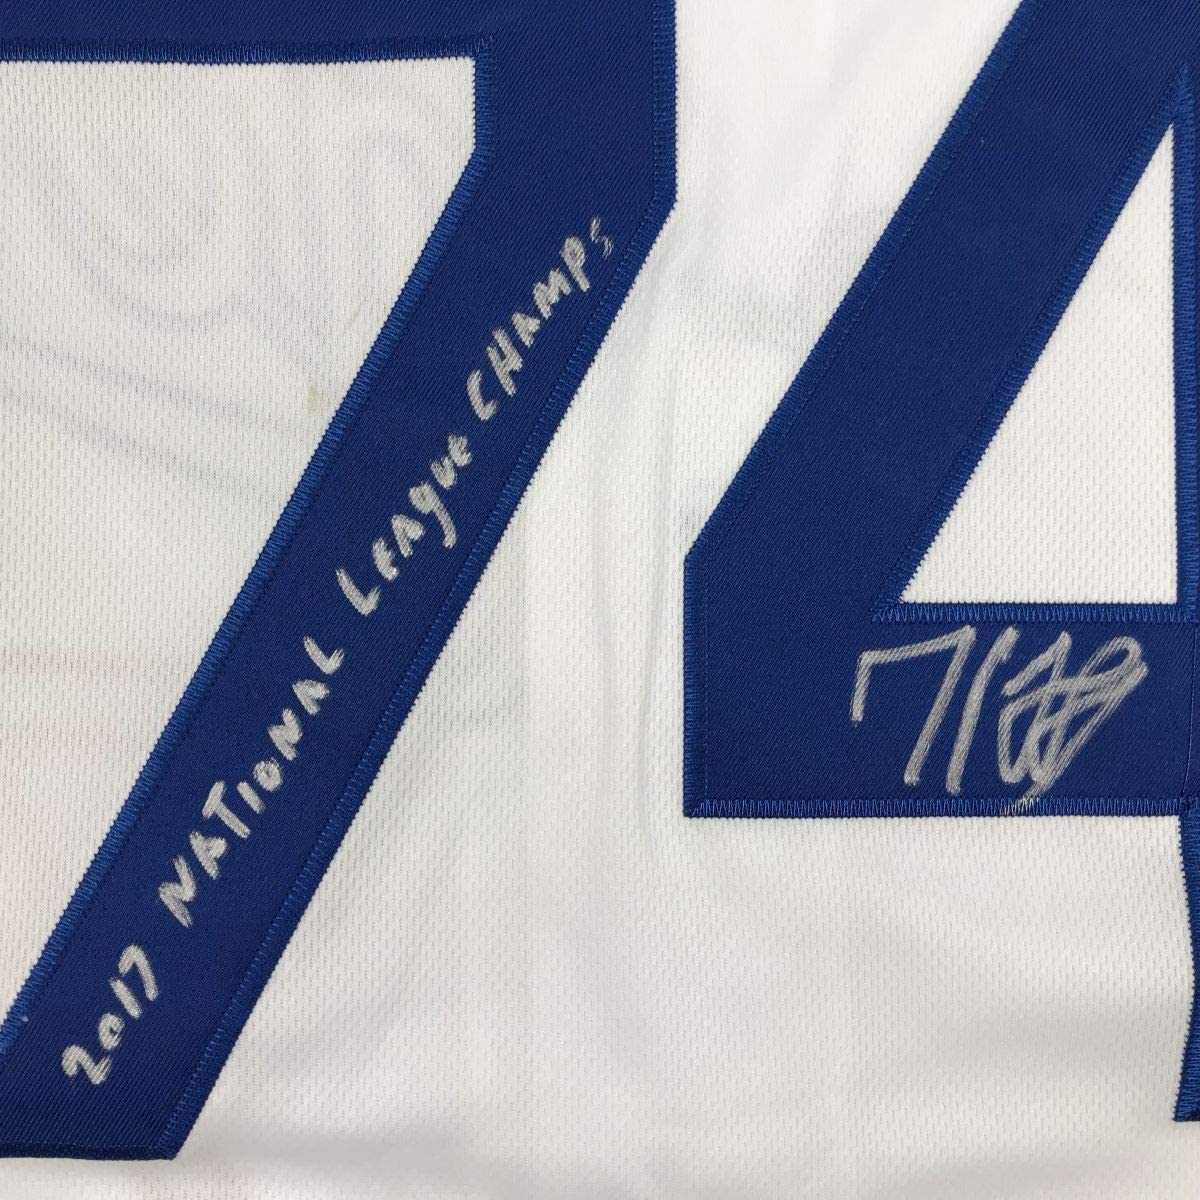 74
2017 NATIONAL LEAgUE CHAMPS